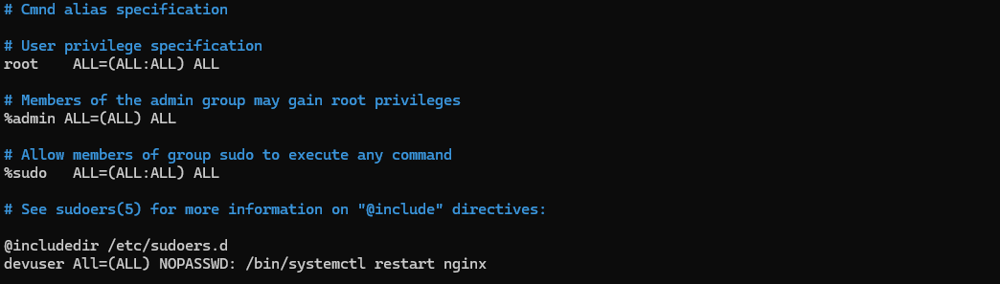 # Cmnd alias specification
# User privilege specification
root    ALL=(ALL:ALL) ALL
# Members of the admin group may gain root privileges
%admin ALL=(ALL) ALL
# Allow members of group sudo to execute any command
%sudo   ALL=(ALL:ALL) ALL
# See sudoers(5) for more information on "@include" directives:
@includedir /etc/sudoers.d
devuser All=(ALL) NOPASSWD: /bin/systemctl restart nginx